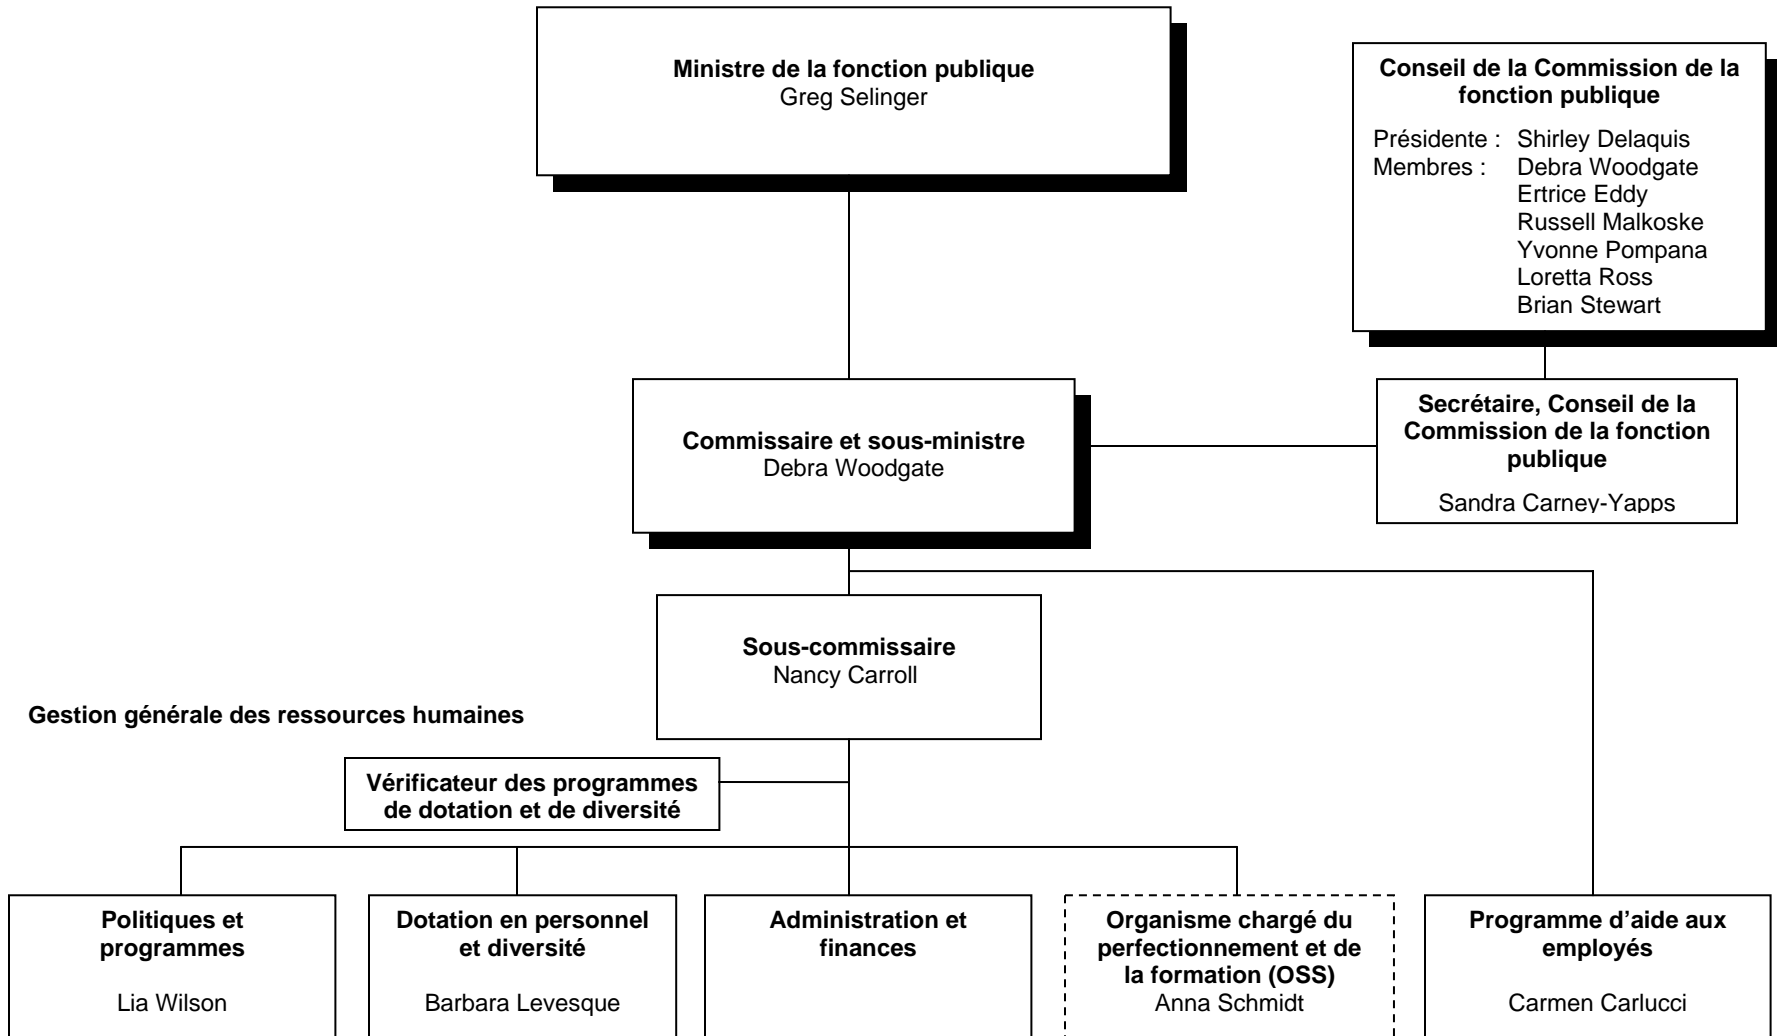 Ministre de la fonction publique
Greg Selinger
Conseil de la Commission de la
fonction publique
Présidente : Shirley Delaquis
Membres : Debra Woodgate
Ertrice Eddy
Russell Malkoske
Yvonne Pompana
Loretta Ross
Brian Stewart
Commissaire et sous-ministre
Debra Woodgate
Secrétaire, Conseil de la
Commission de la fonction
publique
Sandra Carney-Yapps
Sous-commissaire
Nancy Carroll
Gestion générale des ressources humaines
Vérificateur des programmes
de dotation et de diversité
Politiques et
programmes
Lia Wilson
Dotation en personnel
et diversité
Barbara Levesque
Administration et
finances
Organisme chargé du
perfectionnement et de
la formation (OSS)
Anna Schmidt
Programme d’aide aux
employés
Carmen Carlucci